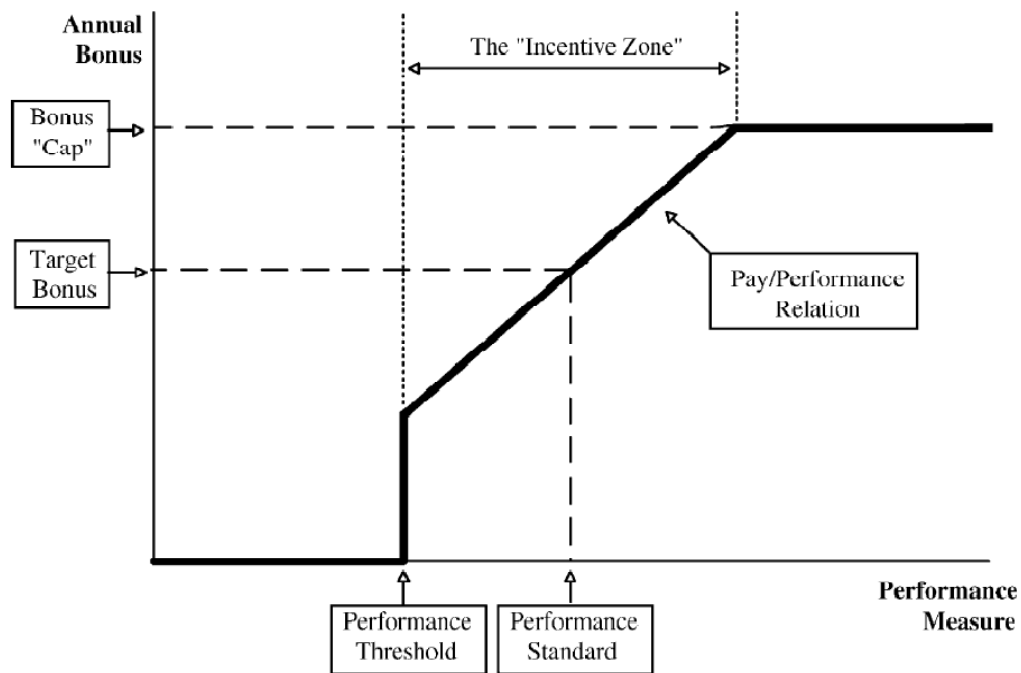 Annual
Bonus
The "Incentive Zone"
Bonus
"Cap"
Target
Bonus
Pay/Performance
Relation
Performance
Measure
Performance
Threshold
Performance
Standard